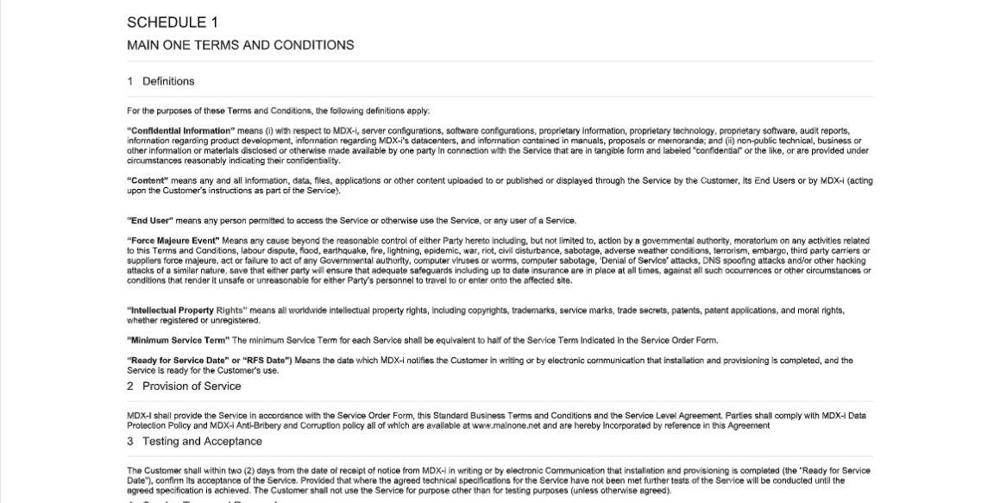 SCHEDULE 1
MAIN ONE TERMS AND CONDITIONS
1 Definitions
For the purposes of these Terms and Conditions, the following definitions apply:
"Confidential Information" means (i) with respect to MDX-i, server configurations, software configurations, proprietary information, proprietary technology, proprietary software, audit reports,
information regarding product development, information regarding MDX-i's datacenters, and information contained in manuals, proposals or memoranda; and (ii) non-public technical, business or
other information or materials disclosed or otherwise made available by one party in connection with the Service that are in tangible form and labeled "confidential" or the like, or are provided under
circumstances reasonably indicating their confidentiality.
"Content" means any and all information, data, files, applications or other content uploaded to or published or displayed through the Service by the Customer, its End Users or by MDX-i (acting
upon the Customer's instructions as part of the Service).
"End User" means any person permitted to access the Service or otherwise use the Service, or any user of a Service.
"Force Majeure Event" Means any cause beyond the reasonable control of either Party hereto including, but not limited to, action by a governmental authority, moratorium on any activities related
to this Terms and Conditions, labour dispute, flood, earthquake, fire, lightning, epidemic, war, riot, civil disturbance, sabotage, adverse weather conditions, terrorism, embargo, third party carriers or
suppliers force majeure, act or failure to act of any Governmental authority, computer viruses or worms, computer sabotage, 'Denial of Service' attacks, DNS spoofing attacks and/or other hacking
attacks of a similar nature, save that either party will ensure that adequate safeguards including up to date insurance are in place at all times, against all such occurrences or other circumstances or
conditions that render it unsafe or unreasonable for either Party's personnel to travel to or enter onto the affected site.
"Intellectual Property Rights" means all worldwide intellectual property rights, including copyrights, trademarks, service marks, trade secrets, patents, patent applications, and moral rights,
whether registered or unregistered.
"Minimum Service Term" The minimum Service Term for each Service shall be equivalent to half of the Service Term Indicated in the Service Order Form.
"Ready for Service Date" or "RFS Date") Means the date which MDX-i notifies the Customer in writing or by electronic communication that installation and provisioning is completed, and the
Service is ready for the Customer's use.
2 Provision of Service
MDX-I shall provide the Service in accordance with the Service Order Form, this Standard Business Terms and Conditions and the Service Level Agreement. Parties shall comply with MDX-i Data
Protection Policy and MDX-i Anti-Bribery and Corruption policy all of which are available at www.mainone.net and are hereby Incorporated by reference in this Agreement
3 Testing and Acceptance
The Customer shall within two (2) days from the date of receipt of notice from MDX-i in writing or by electronic Communication that installation and provisioning is completed (the "Ready for Service
Date"), confirm its acceptance of the Service. Provided that where the agreed technical specifications for the Service have not been met further tests of the Service will be conducted until the
agreed specification is achieved. The Customer shall not use the Service for purpose other than for testing purposes (unless otherwise agreed).